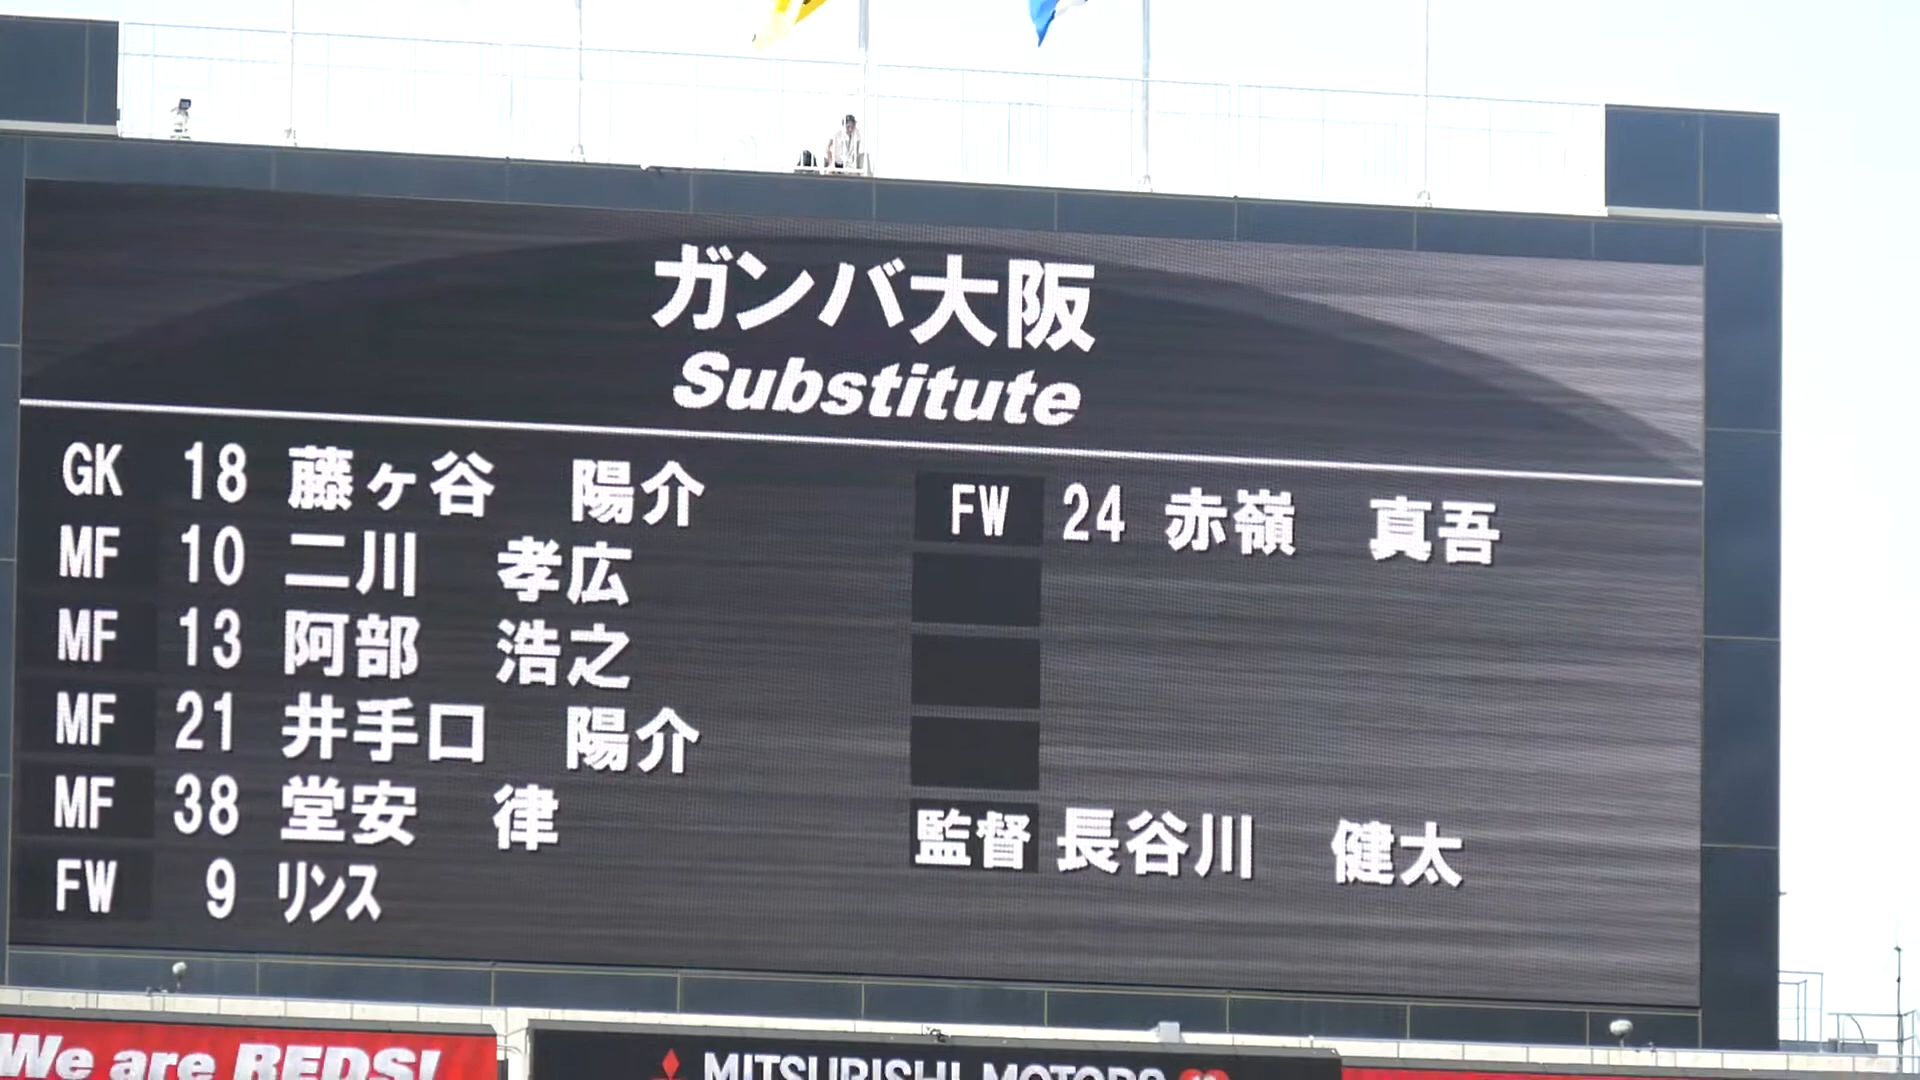 ガンバ大阪
Substitute
GK 18 藤ヶ谷 陽介
MF 10 二川 孝広
MF 13 阿部 浩之
MF 21 井手口 陽介
MF 38 堂安 律
FW 9 リンス
FW 24 赤嶺 真吾
監督 長谷川 健太
We are REDS!
MITSUBISHI MOTORS